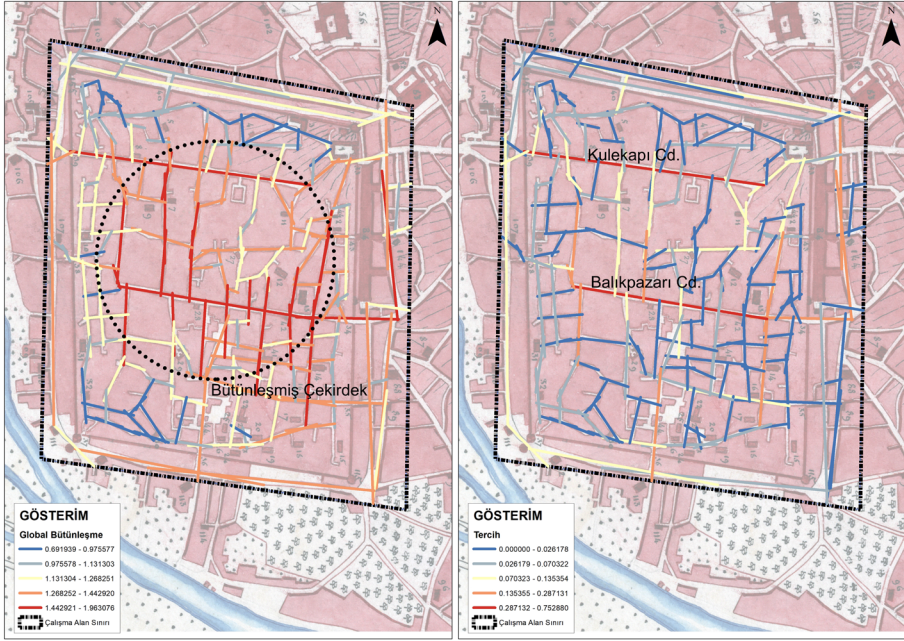 N
Bütünleşmiş Çekirdek
GÖSTERİM
Global Bütünleşme
0.691939 - 0.975577
0.975578 - 1.131303
1.131304 - 1.268251
1.268252 - 1.442920
1.442921 - 1.963076
Çalışma Alan Sınırı
N
Kulekapı Cd.
Balıkpazarı Cd.
GÖSTERİM
Tercih
0.000000 - 0.026178
0.026179 - 0.070322
0.070323 - 0.135354
0.135355 - 0.287131
0.287132 - 0.752880
Çalışma Alan Sınırı